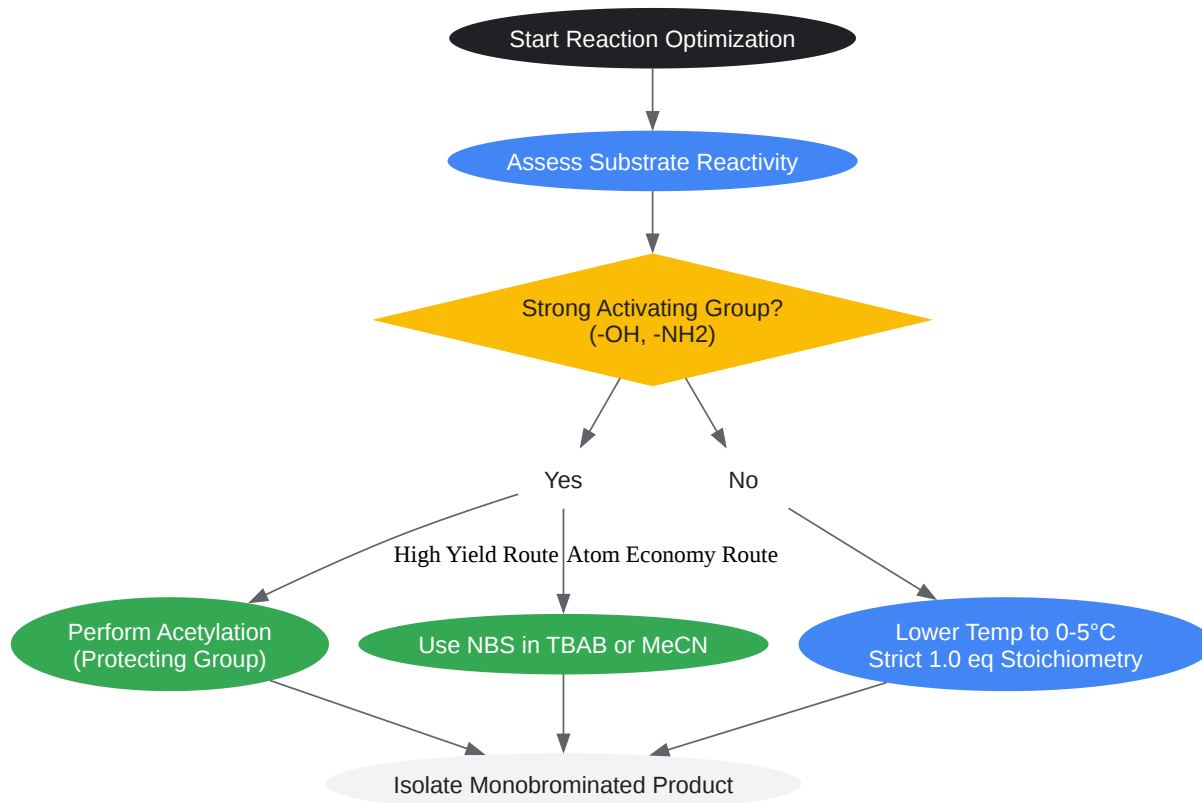 Start Reaction Optimization
Assess Substrate Reactivity
Strong Activating Group?
(-OH, -NH2)
Yes
No
High Yield Route
Atom Economy Route
Perform Acetylation
(Protecting Group)
Use NBS in TBAB or MeCN
Lower Temp to 0-5°C
Strict 1.0 eq Stoichiometry
Isolate Monobrominated Product